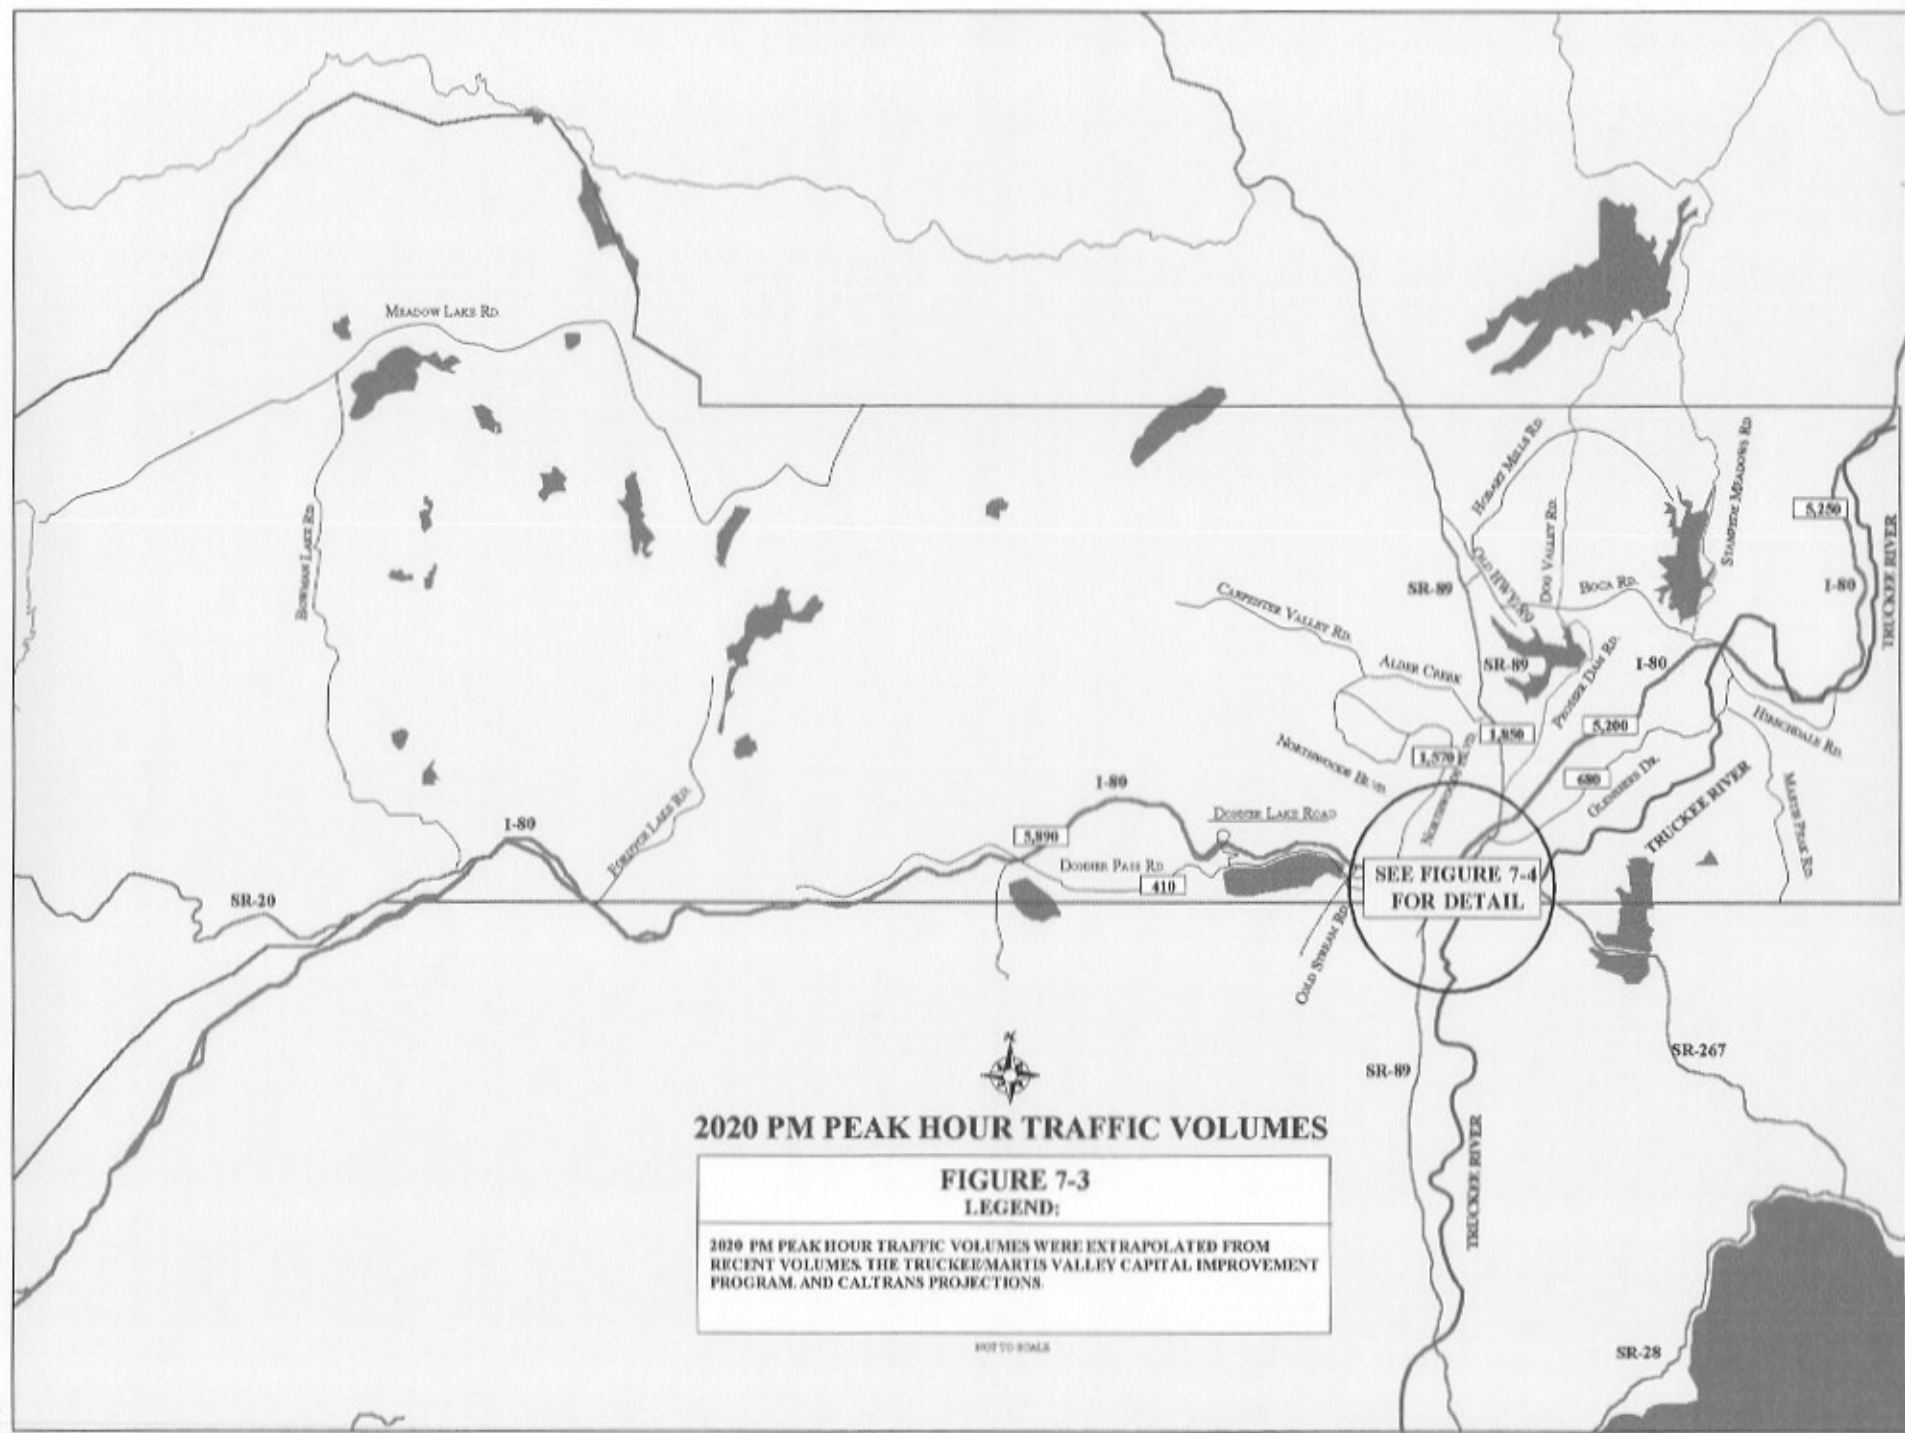 MEADOW LAKE RD.
HOBART MILLS RD.
STAMPEDE MEADOWS RD.
5,250
BOWMAN LAKE RD.
DOG VALLEY RD.
TRUCKEE RIVER
OLD HWY 89
BOCA RD.
I-80
SR-89
CARPENTER VALLEY RD.
SR-89
PROSSER DAM RD.
I-80
ALDER CREEK
HIRSCHDALE RD.
5,200
1,850
1,570
NORTHWOODS BLVD.
NORTHWOODS BLVD
680
GLENSHIRE DR.
MARTIS PEAK RD.
TRUCKEE RIVER
I-80
DONNER LAKE ROAD
I-80
5,890
FORDYCE LAKE RD.
DONNER PASS RD.
410
SEE FIGURE 7-4
FOR DETAIL
SR-20
COLD STREAM RD.
SR-267
SR-89
TRUCKEE RIVER
N
2020 PM PEAK HOUR TRAFFIC VOLUMES
FIGURE 7-3
LEGEND:
2020 PM PEAK HOUR TRAFFIC VOLUMES WERE EXTRAPOLATED FROM
RECENT VOLUMES, THE TRUCKEE/MARTIS VALLEY CAPITAL IMPROVEMENT
PROGRAM, AND CALTRANS PROJECTIONS.
NOT TO SCALE
SR-28